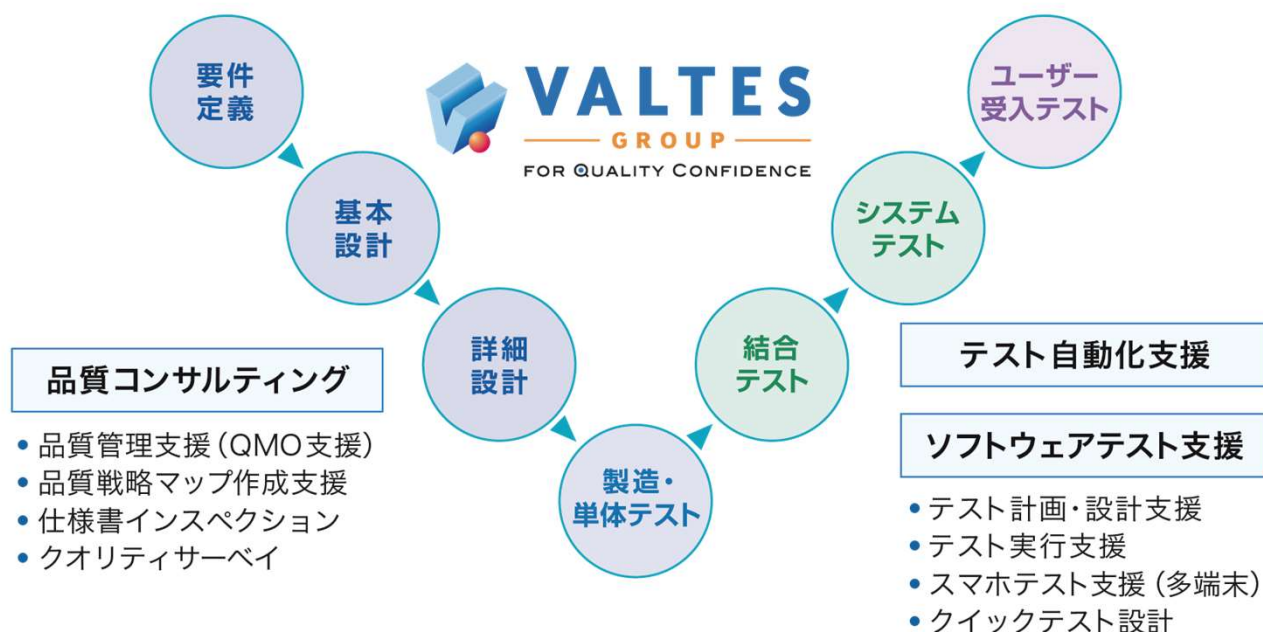 要件
定義
VALTES
GROUP
FOR QUALITY CONFIDENCE
ユーザー
受入テスト
基本
設計
システム
テスト
詳細
設計
結合
テスト
製造・
単体テスト
品質コンサルティング
• 品質管理支援(QMO支援)
• 品質戦略マップ作成支援
• 仕様書インスペクション
• クオリティサーベイ
テスト自動化支援
ソフトウェアテスト支援
• テスト計画・設計支援
• テスト実行支援
• スマホテスト支援(多端末)
• クイックテスト設計